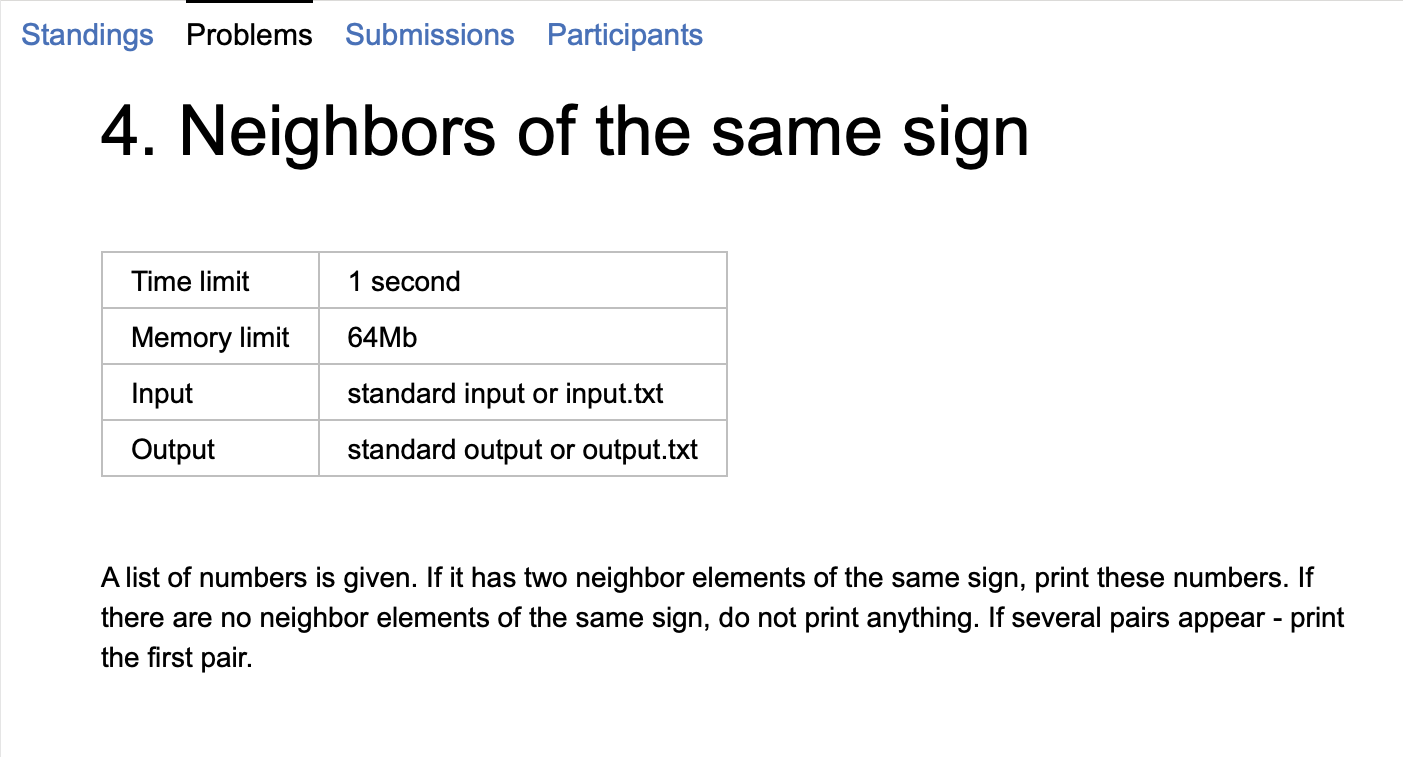 Standings Problems Submissions Participants
4. Neighbors of the same sign
Time limit 1 second
Memory limit 64Mb
Input standard input or input.txt
Output standard output or output.txt
A list of numbers is given. If it has two neighbor elements of the same sign, print these numbers. If
there are no neighbor elements of the same sign, do not print anything. If several pairs appear - print
the first pair.